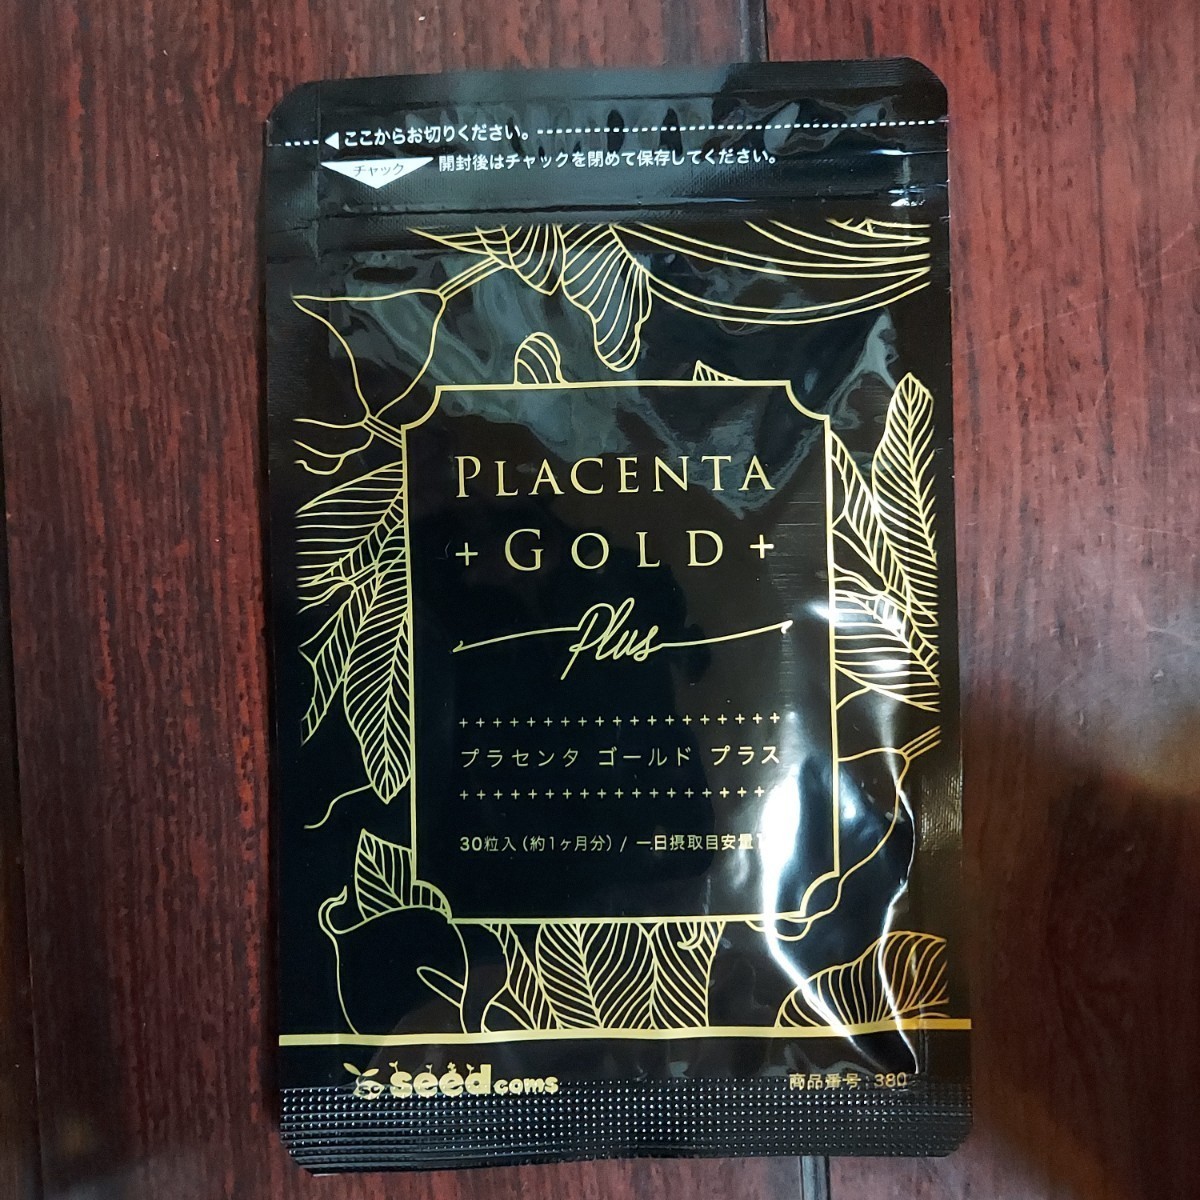 ここからお切りください。
チャック
開封後はチャックを閉めて保存してください。
PLACENTA
+ GOLD +
Plus
プラセンタ ゴールド プラス
30粒入(約1ヶ月分) / 一日摂取目安量
seedcoms
商品番号:380